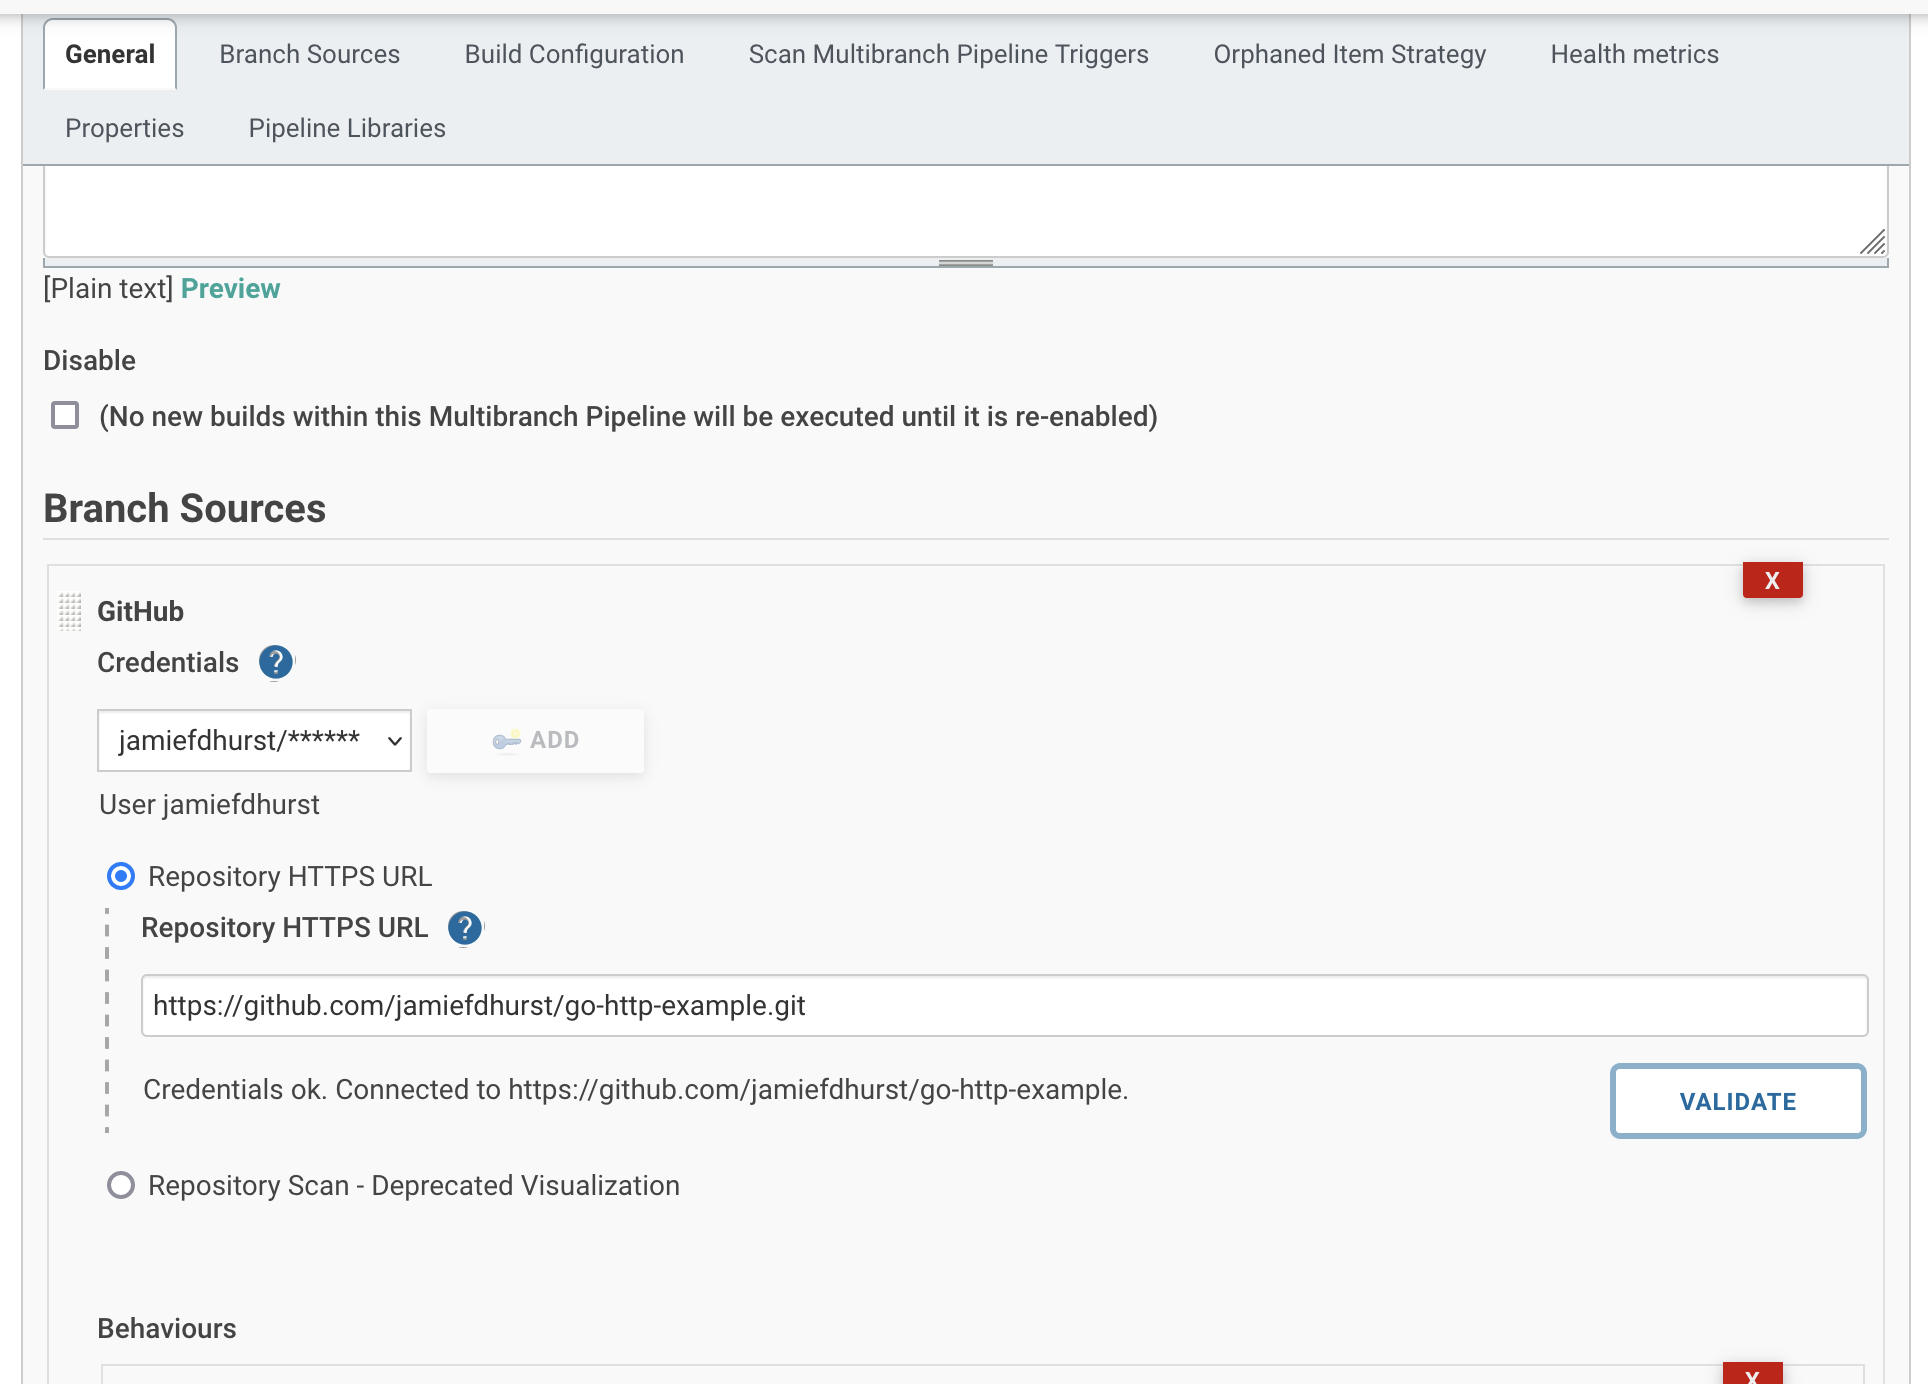 General Branch Sources Build Configuration Scan Multibranch Pipeline Triggers Orphaned Item Strategy Health metrics
Properties Pipeline Libraries
[Plain text] Preview
Disable
(No new builds within this Multibranch Pipeline will be executed until it is re-enabled)
Branch Sources
X
GitHub
Credentials ?
jamiefdhurst/****** ADD
User jamiefdhurst
Repository HTTPS URL
Repository HTTPS URL ?
https://github.com/jamiefdhurst/go-http-example.git
Credentials ok. Connected to https://github.com/jamiefdhurst/go-http-example.
VALIDATE
Repository Scan - Deprecated Visualization
Behaviours
X